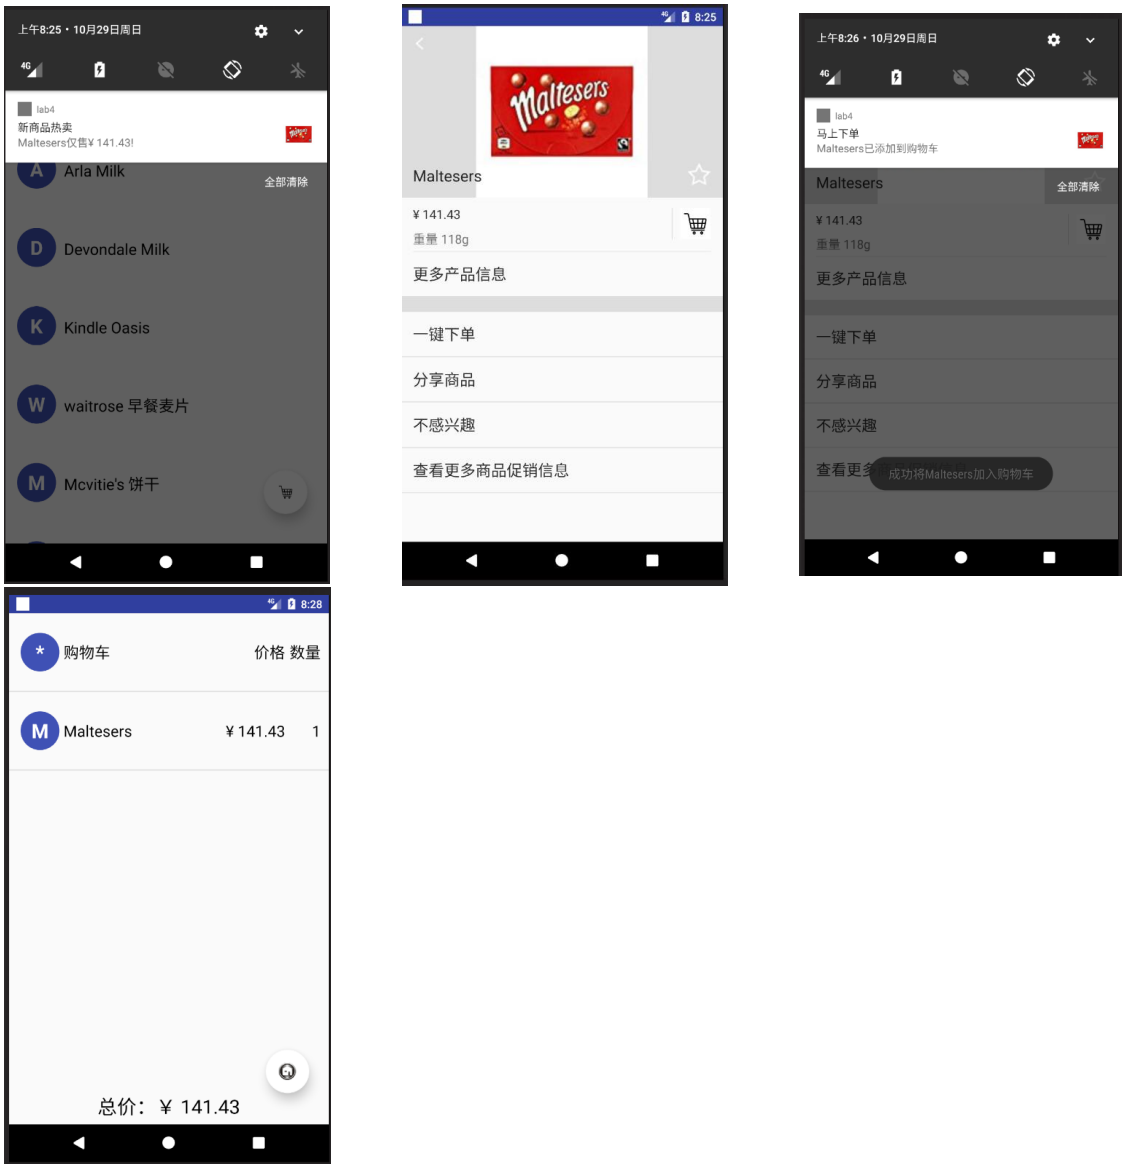 上午8:25 • 10月29日周日
4G
lab4
新商品热卖
Maltesers仅售¥ 141.43!
A Arla Milk
全部清除
D Devondale Milk
K Kindle Oasis
W waitrose 早餐麦片
M Mcvitie's 饼干
4G 8:25
Maltesers
Maltesers
¥ 141.43
重量 118g
更多产品信息
一键下单
分享商品
不感兴趣
查看更多商品促销信息
上午8:26 • 10月29日周日
4G
lab4
马上下单
Maltesers已添加到购物车
Maltesers
全部清除
¥ 141.43
重量 118g
更多产品信息
一键下单
分享商品
不感兴趣
查看更多
成功将Maltesers加入购物车
4G 8:28
* 购物车 价格 数量
M Maltesers ¥ 141.43 1
总价：¥ 141.43